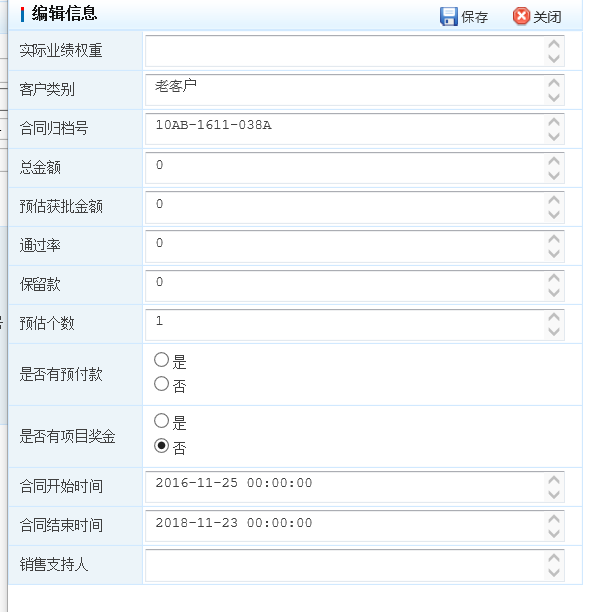 编辑信息 保存 关闭
实际业绩权重
客户类别 老客户
合同归档号 10AB-1611-038A
总金额 0
预估获批金额 0
通过率 0
保留款 0
预估个数 1
是否有预付款 是
否
是否有项目奖金 是
否
合同开始时间 2016-11-25 00:00:00
合同结束时间 2018-11-23 00:00:00
销售支持人